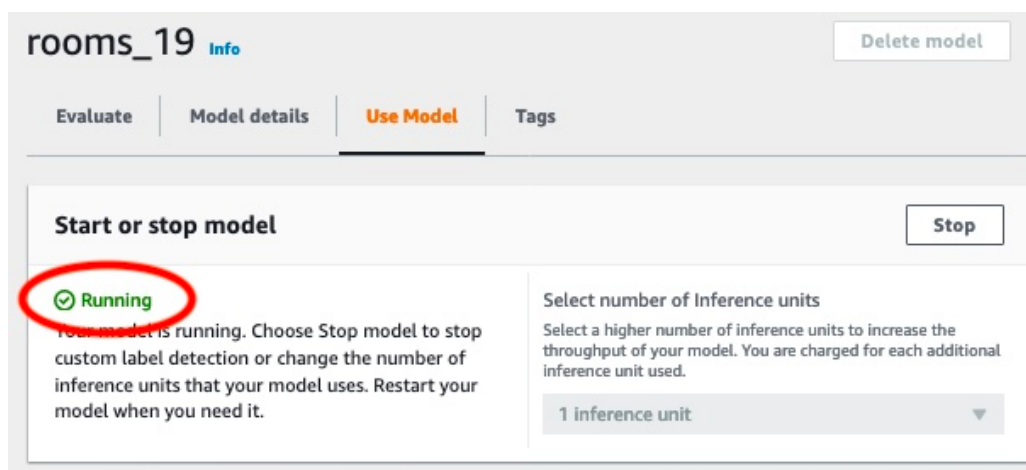 rooms_19 Info
Delete model
Evaluate
Model details
Use Model
Tags
Start or stop model
Stop
Running
Your model is running. Choose Stop model to stop
custom label detection or change the number of
inference units that your model uses. Restart your
model when you need it.
Select number of Inference units
Select a higher number of inference units to increase the
throughput of your model. You are charged for each additional
inference unit used.
1 inference unit